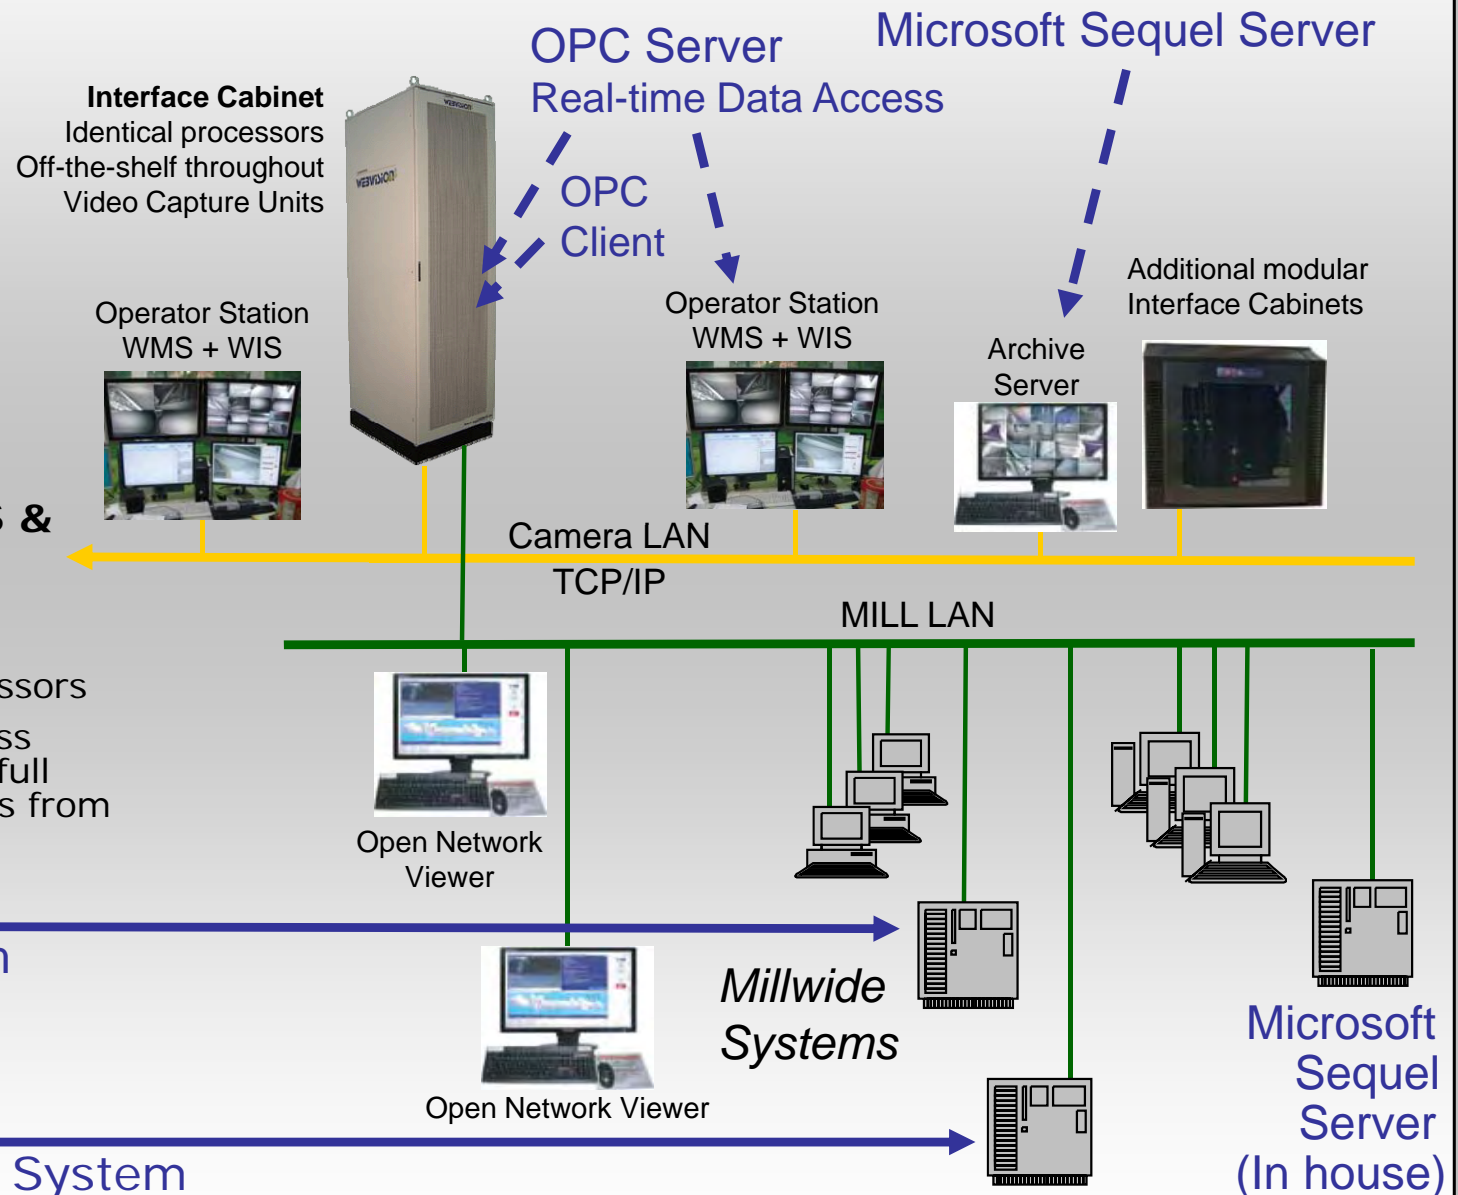 OPC Server
Real-time Data Access
Microsoft Sequel Server
Interface Cabinet
Identical processors
Off-the-shelf throughout
Video Capture Units
WEBVISION
WEBVISION
OPC
Client
Operator Station
WMS + WIS
Operator Station
WMS + WIS
Archive
Server
Additional modular
Interface Cabinets
&
Camera LAN
TCP/IP
MILL LAN
ssors
ss
full
s from
Open Network
Viewer
n
Millwide
Systems
Open Network Viewer
Microsoft
Sequel
Server
(In house)
System